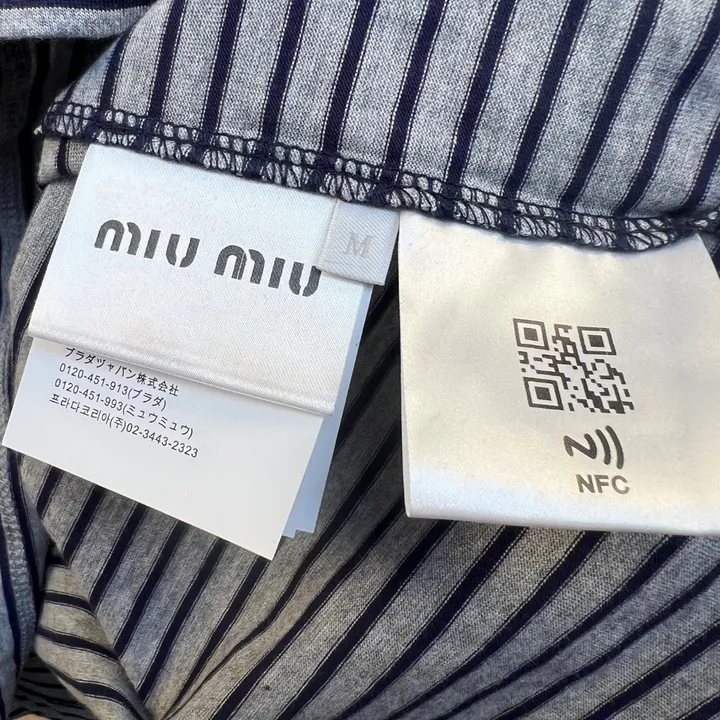 MIU MIU
M
プラダジャパン株式会社
0120-451-913(プラダ)
0120-451-993(ミュウミュウ)
프라다코리아(주)02-3443-2323
NFC